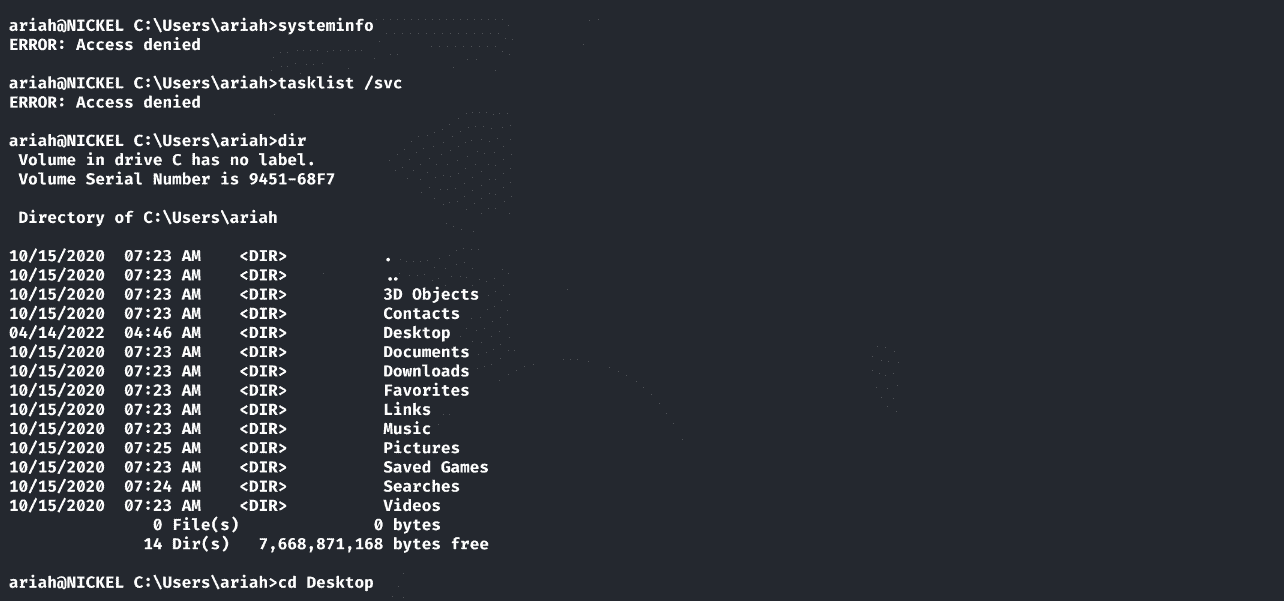 ariah@NICKEL C:\Users\ariah>systeminfo
ERROR: Access denied
ariah@NICKEL C:\Users\ariah>tasklist /svc
ERROR: Access denied
ariah@NICKEL C:\Users\ariah>dir
Volume in drive C has no label.
Volume Serial Number is 9451-68F7
Directory of C:\Users\ariah
10/15/2020  07:23 AM    <DIR>          .
10/15/2020  07:23 AM    <DIR>          ..
10/15/2020  07:23 AM    <DIR>          3D Objects
10/15/2020  07:23 AM    <DIR>          Contacts
04/14/2022  04:46 AM    <DIR>          Desktop
10/15/2020  07:23 AM    <DIR>          Documents
10/15/2020  07:23 AM    <DIR>          Downloads
10/15/2020  07:23 AM    <DIR>          Favorites
10/15/2020  07:23 AM    <DIR>          Links
10/15/2020  07:23 AM    <DIR>          Music
10/15/2020  07:25 AM    <DIR>          Pictures
10/15/2020  07:23 AM    <DIR>          Saved Games
10/15/2020  07:24 AM    <DIR>          Searches
10/15/2020  07:23 AM    <DIR>          Videos
0 File(s)              0 bytes
14 Dir(s)   7,668,871,168 bytes free
ariah@NICKEL C:\Users\ariah>cd Desktop